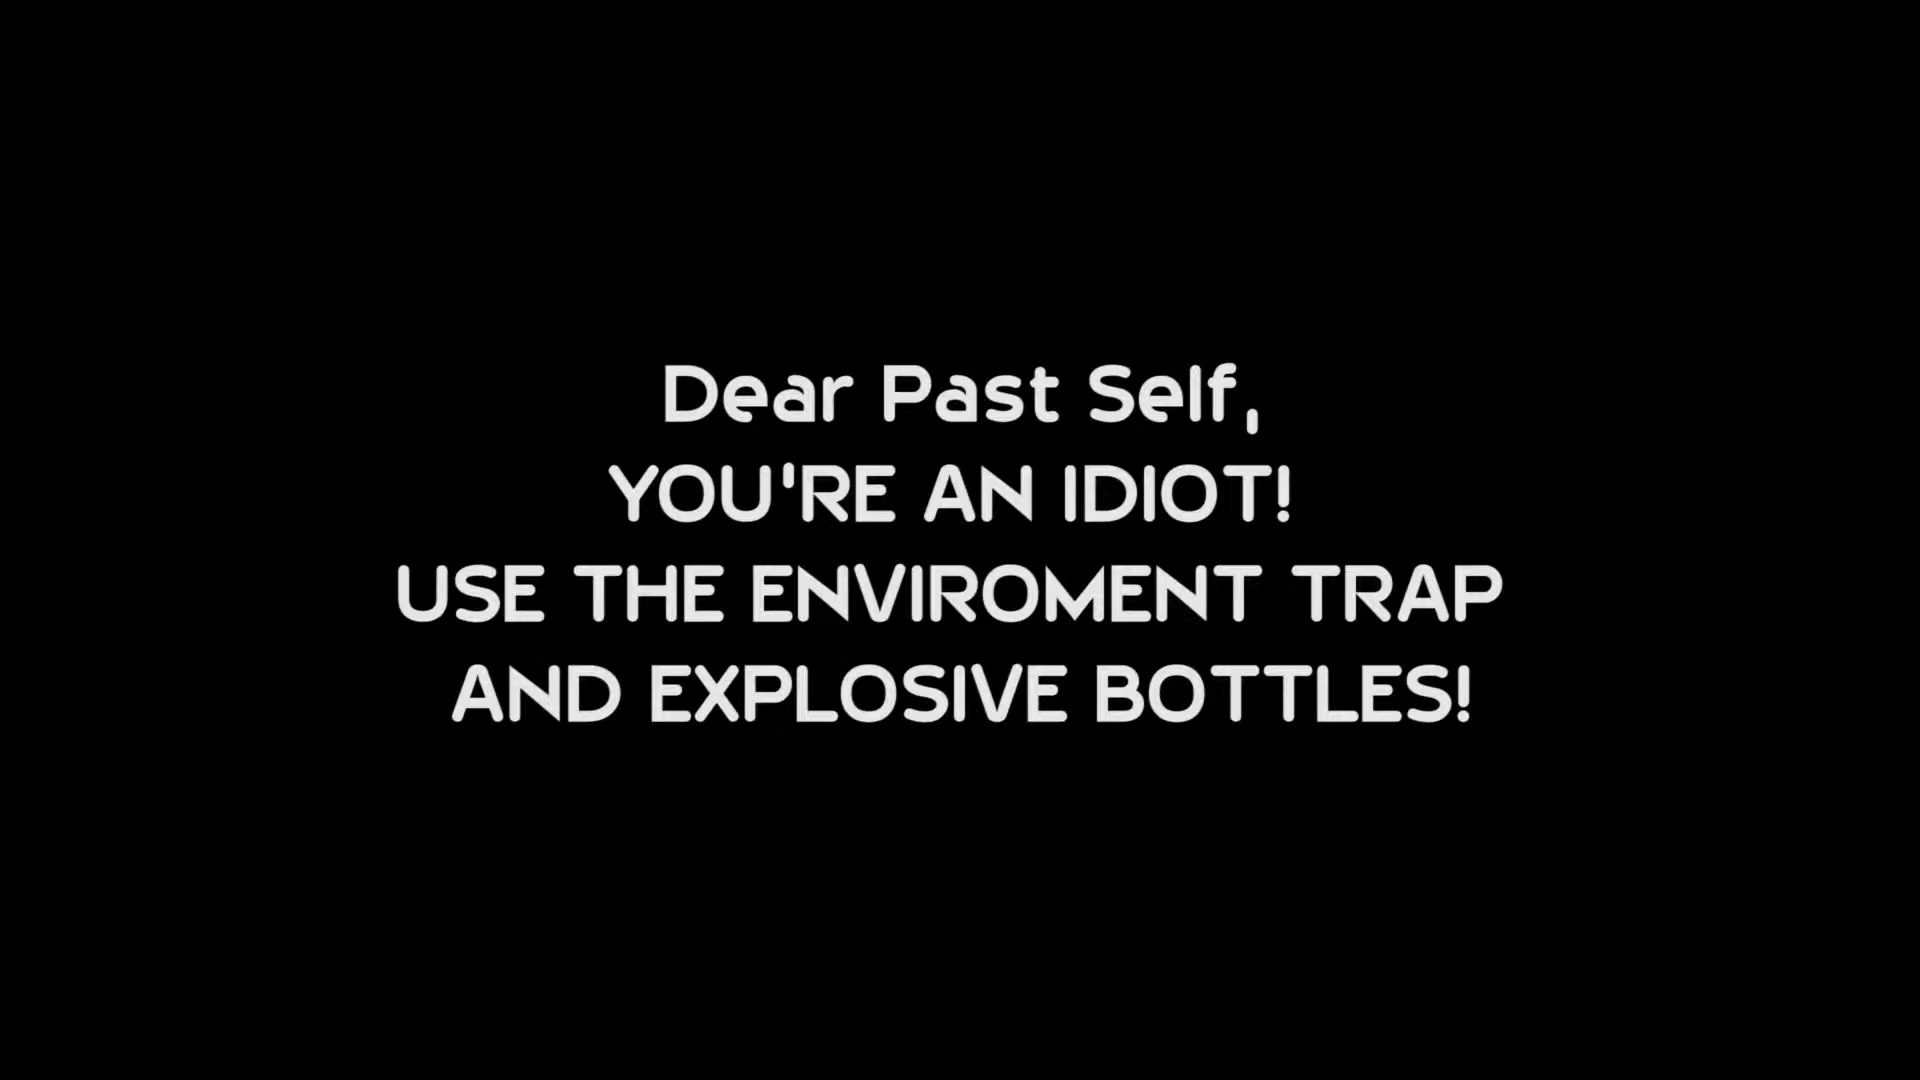 Dear Past Self,
YOU'RE AN IDIOT!
USE THE ENVIROMENT TRAP
AND EXPLOSIVE BOTTLES!